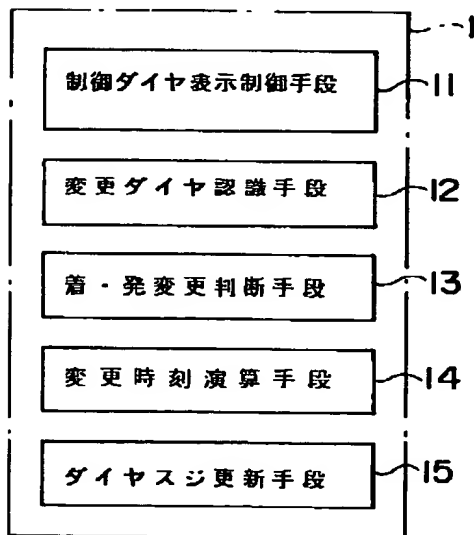 1
制御ダイヤ表示制御手段 11
変更ダイヤ認識手段 12
着・発変更判断手段 13
変更時刻演算手段 14
ダイヤスジ更新手段 15